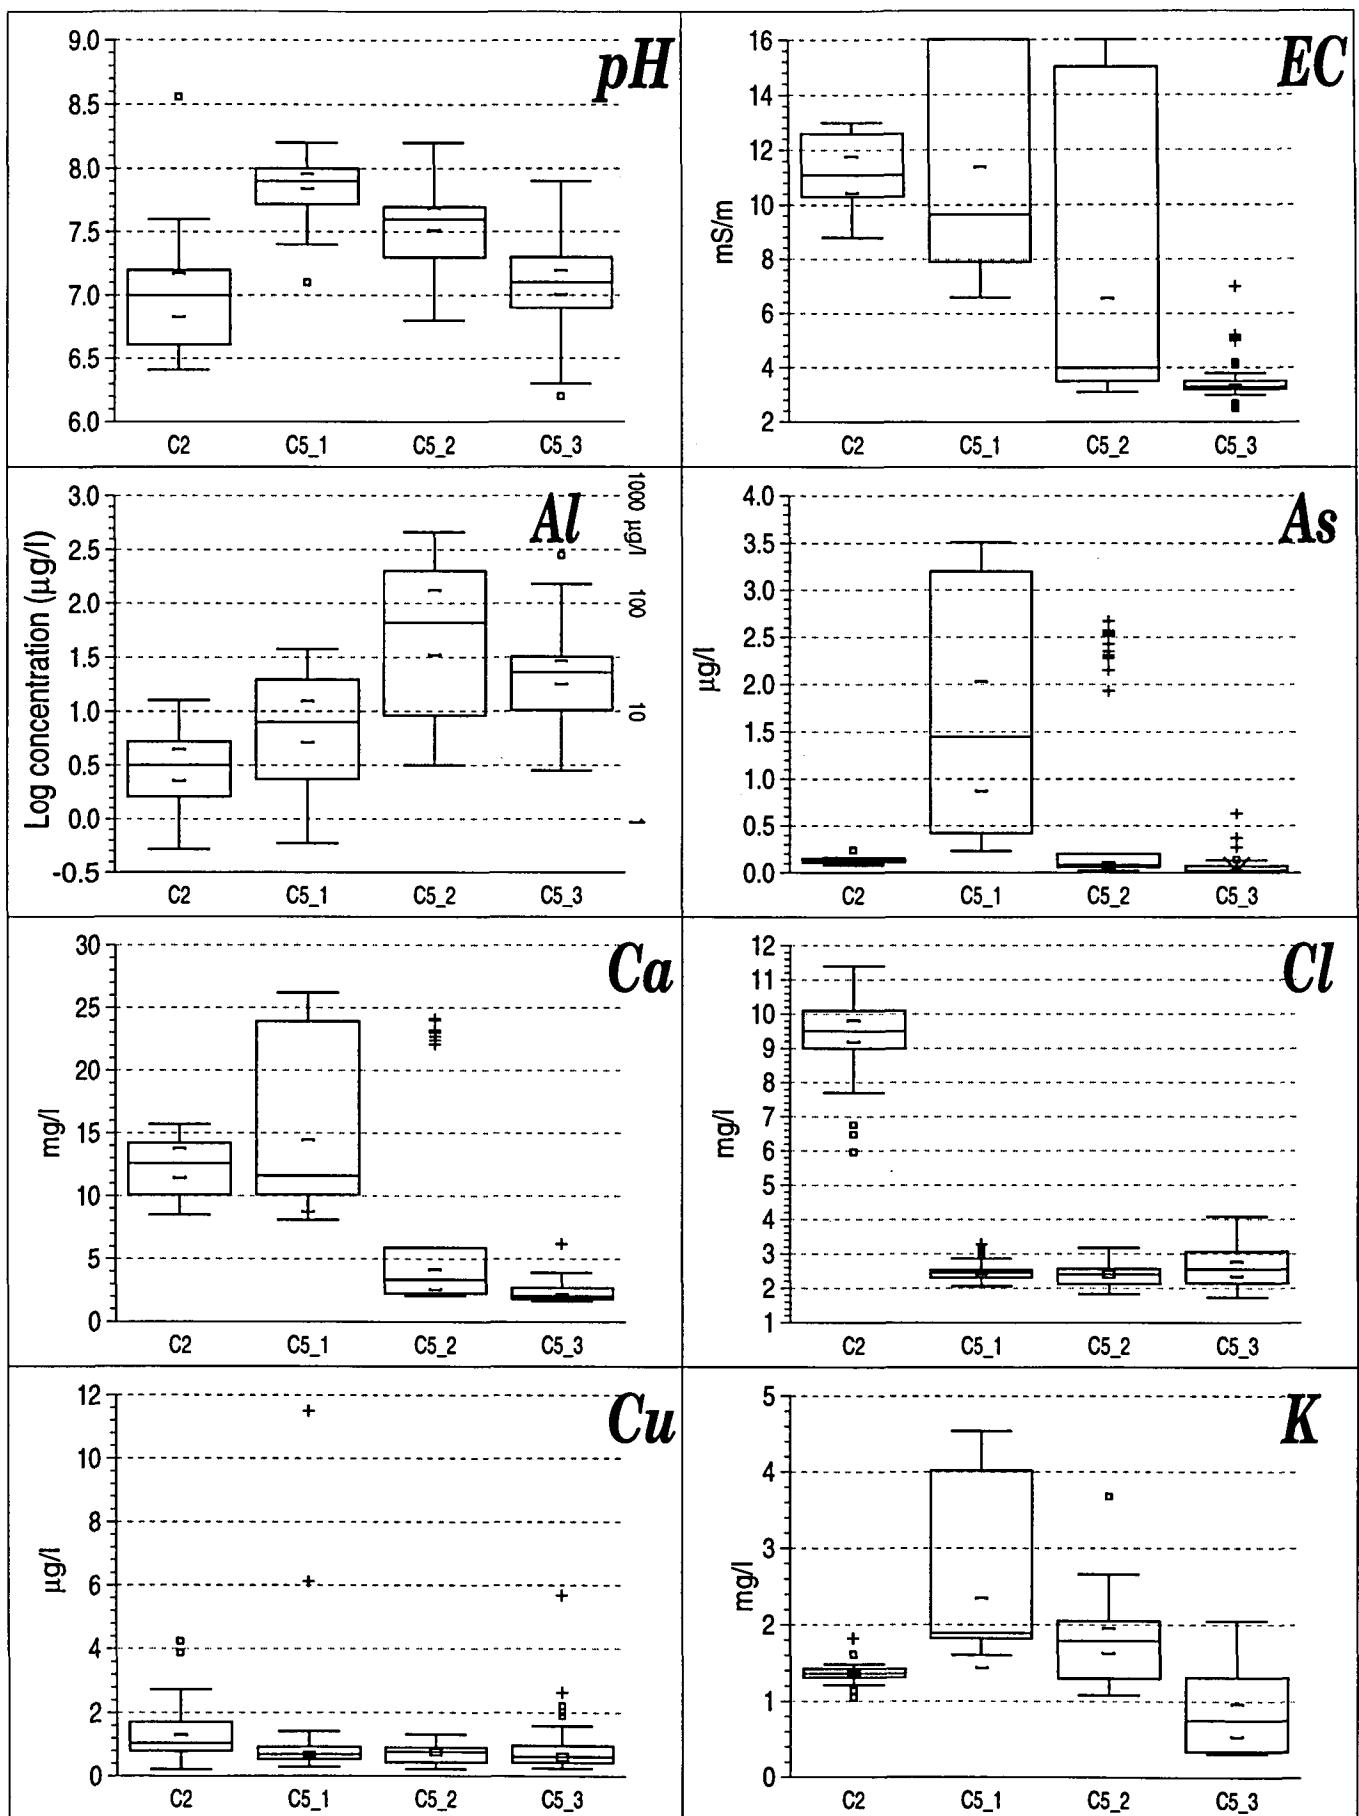 pH
9.0
8.5
8.0
7.5
7.0
6.5
6.0
C2 C5_1 C5_2 C5_3
EC
mS/m
16
14
12
10
8
6
4
2
C2 C5_1 C5_2 C5_3
Al
Log concentration (µg/l)
3.0
2.5
2.0
1.5
1.0
0.5
0.0
-0.5
1000 µg/l
100
10
1
C2 C5_1 C5_2 C5_3
As
µg/l
4.0
3.5
3.0
2.5
2.0
1.5
1.0
0.5
0.0
C2 C5_1 C5_2 C5_3
Ca
mg/l
30
25
20
15
10
5
0
C2 C5_1 C5_2 C5_3
Cl
mg/l
12
11
10
9
8
7
6
5
4
3
2
1
C2 C5_1 C5_2 C5_3
Cu
µg/l
12
10
8
6
4
2
0
C2 C5_1 C5_2 C5_3
K
mg/l
5
4
3
2
1
0
C2 C5_1 C5_2 C5_3